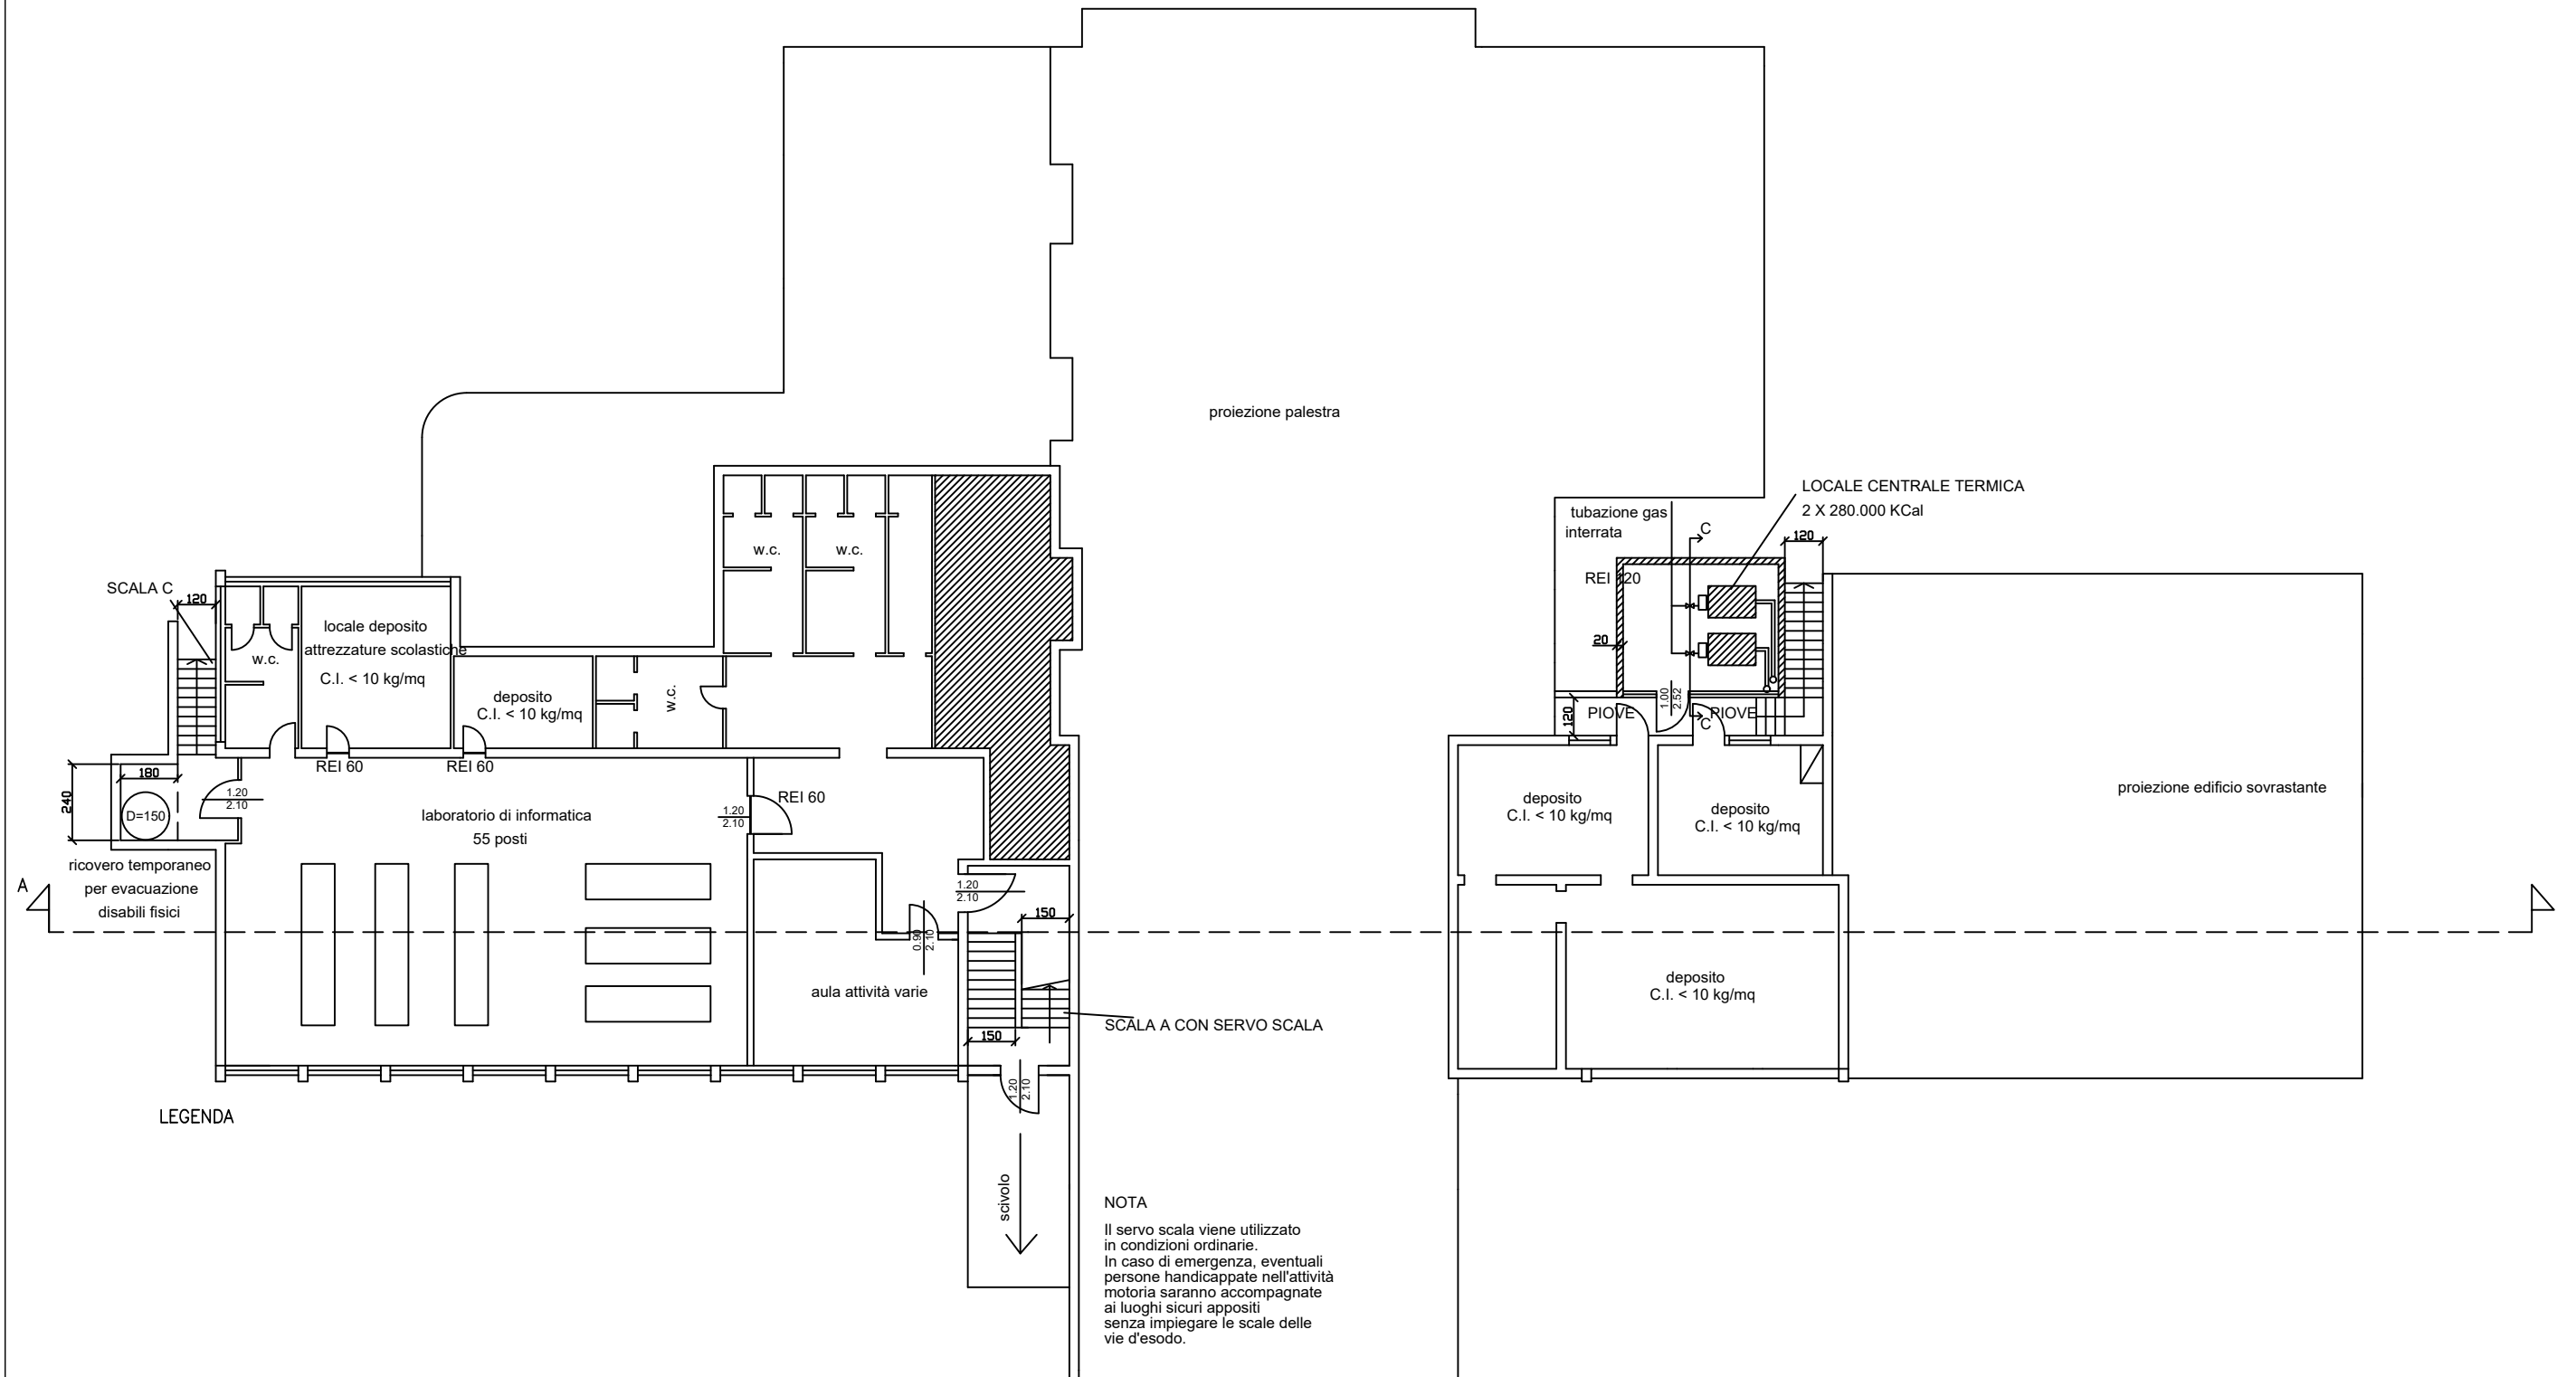 proiezione palestra
LOCALE CENTRALE TERMICA
2 X 280.000 KCal
tubazione gas
interrata
C
120
REI 120
20
1.00
2.52
120
PIOVE
C
PIOVE
SCALA C
120
w.c.
locale deposito
attrezzature scolastiche
C.I. < 10 kg/mq
deposito
C.I. < 10 kg/mq
w.c.
w.c.
w.c.
REI 60
REI 60
REI 60
180
240
D=150
1.20
2.10
laboratorio di informatica
55 posti
1.20
2.10
ricovero temporaneo
per evacuazione
disabili fisici
A
1.20
2.10
150
0.90
2.10
aula attività varie
150
SCALA A CON SERVO SCALA
1.20
2.10
scivolo
deposito
C.I. < 10 kg/mq
deposito
C.I. < 10 kg/mq
deposito
C.I. < 10 kg/mq
proiezione edificio sovrastante
LEGENDA
NOTA
Il servo scala viene utilizzato
in condizioni ordinarie.
In caso di emergenza, eventuali
persone handicappate nell'attività
motoria saranno accompagnate
ai luoghi sicuri appositi
senza impiegare le scale delle
vie d'esodo.